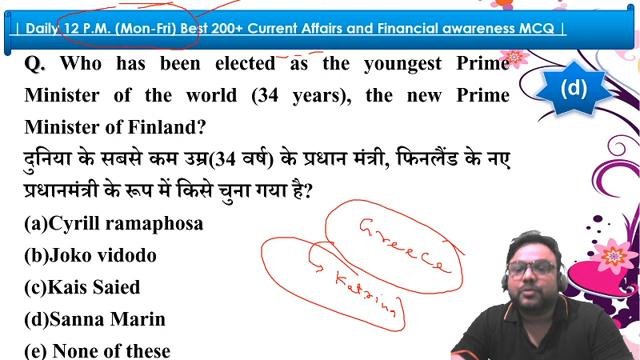 | Daily 12 P.M. (Mon-Fri) Best 200+ Current Affairs and Financial awareness MCQ |
Q. Who has been elected as the youngest Prime
Minister of the world (34 years), the new Prime
Minister of Finland?
(d)
दुनिया के सबसे कम उम्र(34 वर्ष) के प्रधान मंत्री, फिनलैंड के नए
प्रधानमंत्री के रूप में किसे चुना गया है?
(a)Cyrill ramaphosa
(b)Joko vidodo
(c)Kais Saied
(d)Sanna Marin
(e) None of these
Greece
Katrina